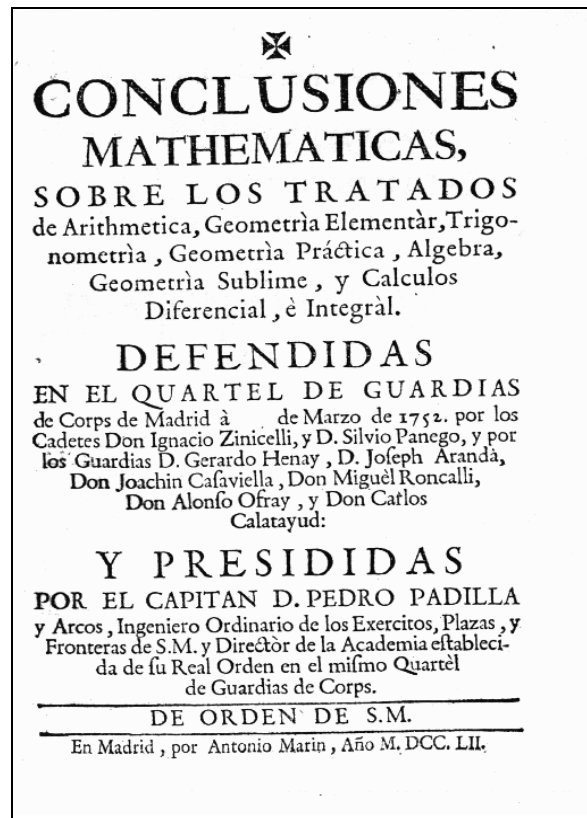 ✠
CONCLUSIONES
MATHEMATICAS,
SOBRE LOS TRATADOS
de Arithmetica, Geometrìa Elementàr, Trigo-
nometrìa, Geometrìa Práctica, Algebra,
Geometrìa Sublime, y Calculos
Diferencial, è Integràl.
DEFENDIDAS
EN EL QUARTEL DE GUARDIAS
de Corps de Madrid à de Marzo de 1752. por los
Cadetes Don Ignacio Zinicelli, y D. Silvio Panego, y por
los Guardias D. Gerardo Henay, D. Joſeph Arandà,
Don Joachin Caſaviella, Don Miguèl Roncalli,
Don Alonſo Ofray, y Don Carlos
Calatayud:
Y PRESIDIDAS
POR EL CAPITAN D. PEDRO PADILLA
y Arcos, Ingeniero Ordinario de los Exercitos, Plazas, y
Fronteras de S.M. y Directòr de la Academia eſtableci-
da de ſu Real Orden en el miſmo Quartèl
de Guardias de Corps.
DE ORDEN DE S.M.
En Madrid, por Antonio Marin, Año M. DCC. LII.